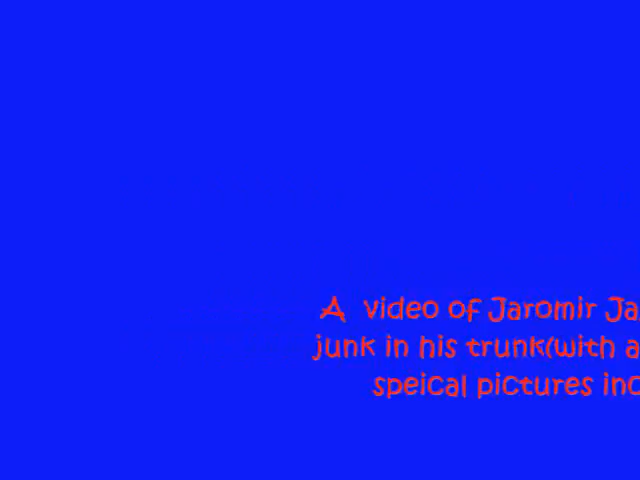 A video of Jaromir Ja
junk in his trunk(with a
speical pictures inc